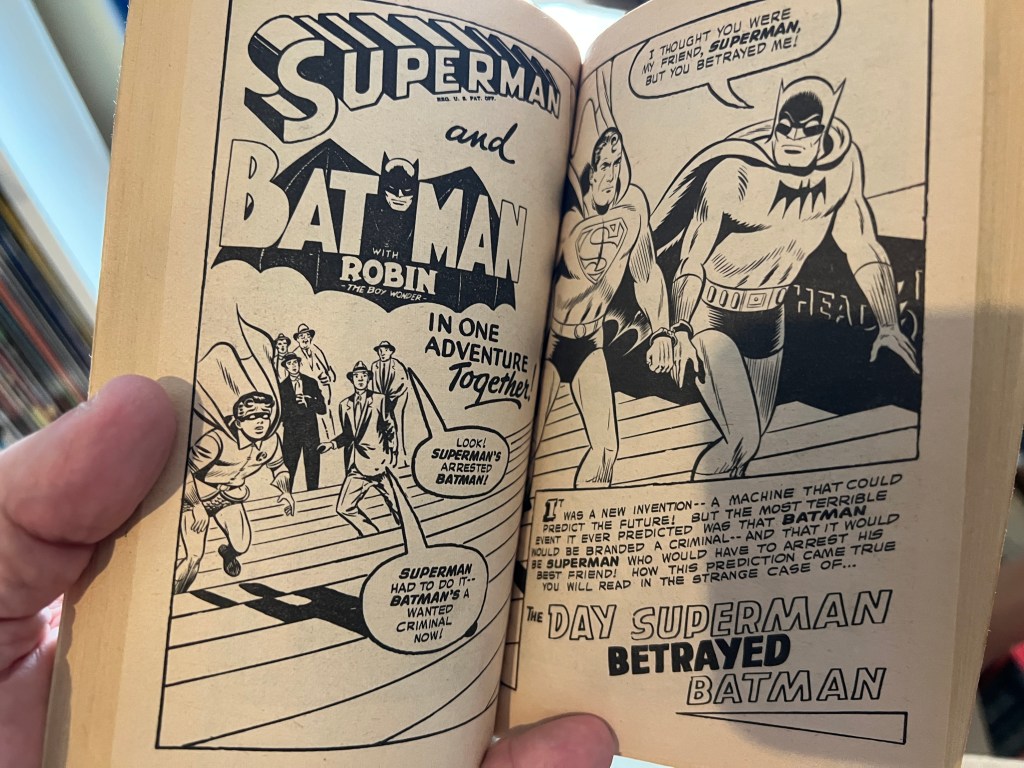 SUPERMAN
REG. U. S. PAT. OFF.
and
BATMAN
WITH
ROBIN
-THE BOY WONDER-
IN ONE
ADVENTURE
Together!
LOOK!
SUPERMAN'S
ARRESTED
BATMAN!
SUPERMAN
HAD TO DO IT--
BATMAN'S A
WANTED
CRIMINAL
NOW!
I THOUGHT YOU WERE
MY FRIEND, SUPERMAN,
BUT YOU BETRAYED ME!
S
HEAD
IT WAS A NEW INVENTION-- A MACHINE THAT COULD
PREDICT THE FUTURE! BUT THE MOST TERRIBLE
EVENT IT EVER PREDICTED WAS THAT BATMAN
WOULD BE BRANDED A CRIMINAL-- AND THAT IT WOULD
BE SUPERMAN WHO WOULD HAVE TO ARREST HIS
BEST FRIEND! HOW THIS PREDICTION CAME TRUE
YOU WILL READ IN THE STRANGE CASE OF...
THE DAY SUPERMAN
BETRAYED
BATMAN